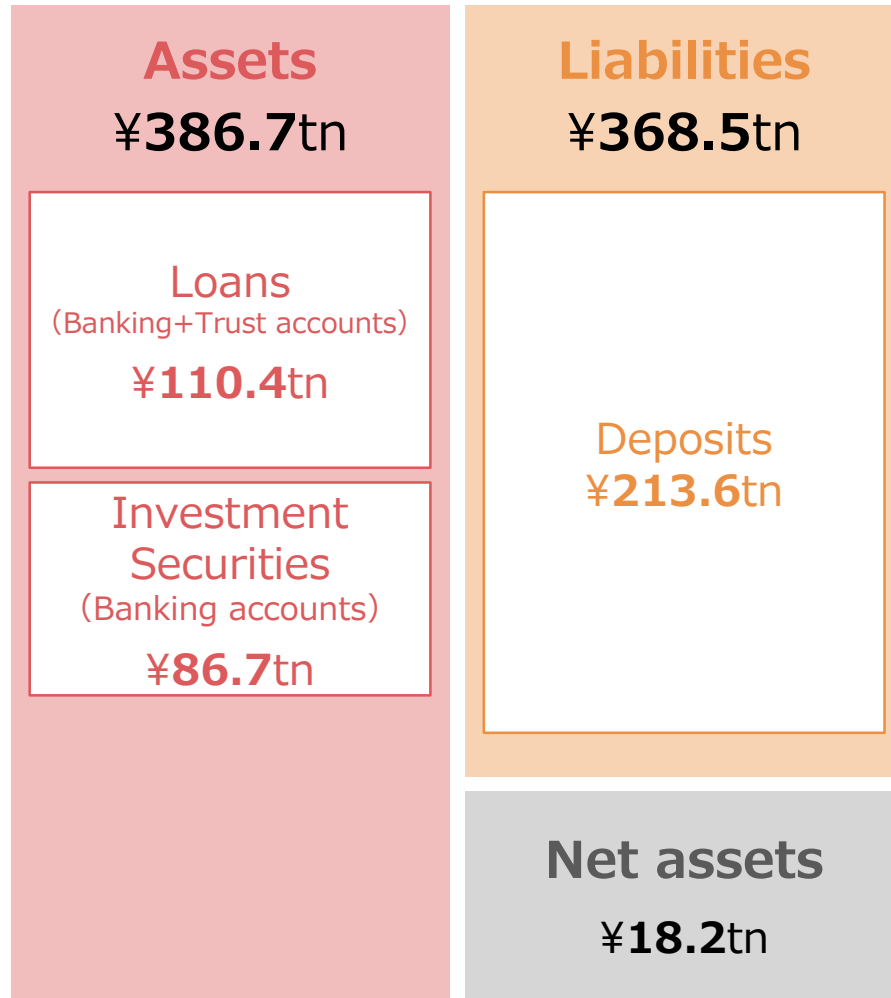 Assets
¥386.7tn
Loans
（Banking+Trust accounts）
¥110.4tn
Investment
Securities
（Banking accounts）
¥86.7tn
Liabilities
¥368.5tn
Deposits
¥213.6tn
Net assets
¥18.2tn